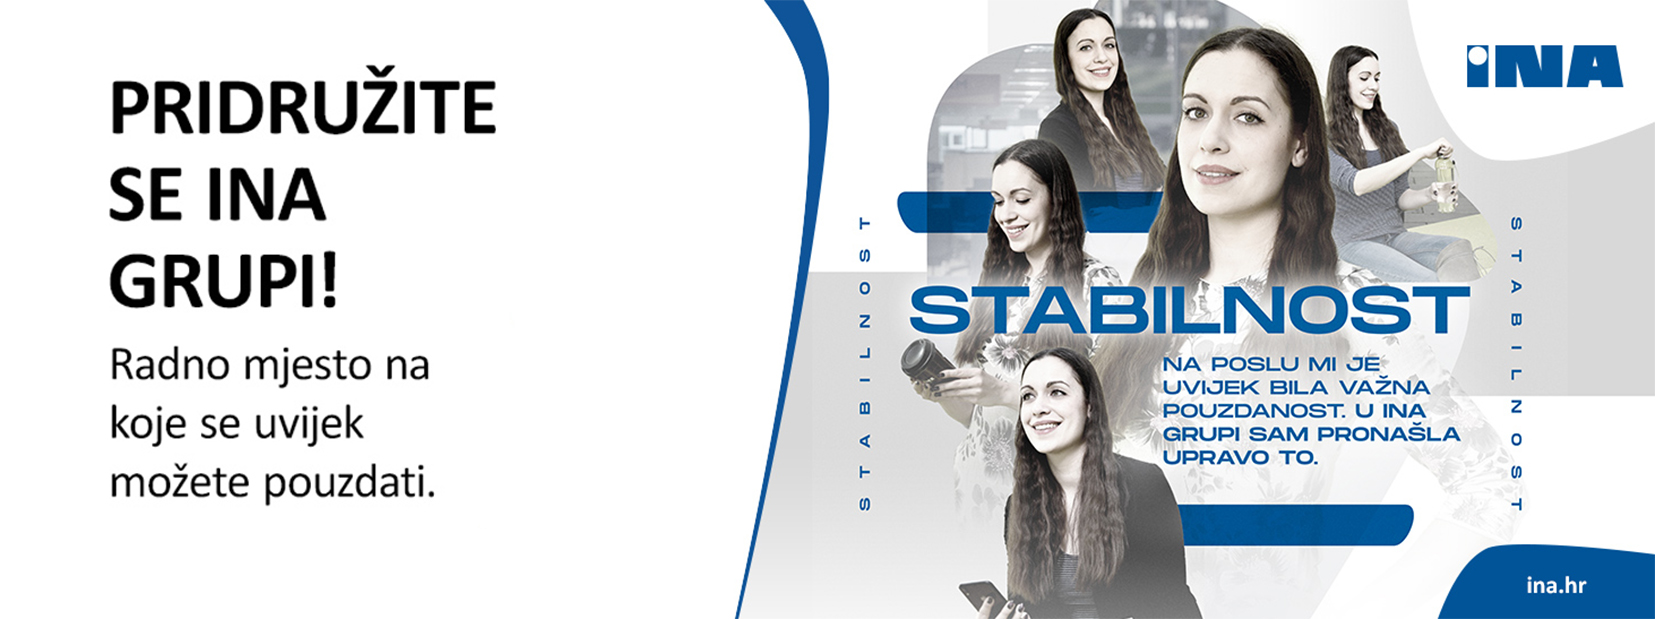 PRIDRUŽITE
SE INA
GRUPI!
Radno mjesto na
koje se uvijek
možete pouzdati.
INA
STABILNOST
STABILNOST
STABILNOST
NA POSLU MI JE
UVIJEK BILA VAŽNA
POUZDANOST. U INA
GRUPI SAM PRONAŠLA
UPRAVO TO.
ina.hr